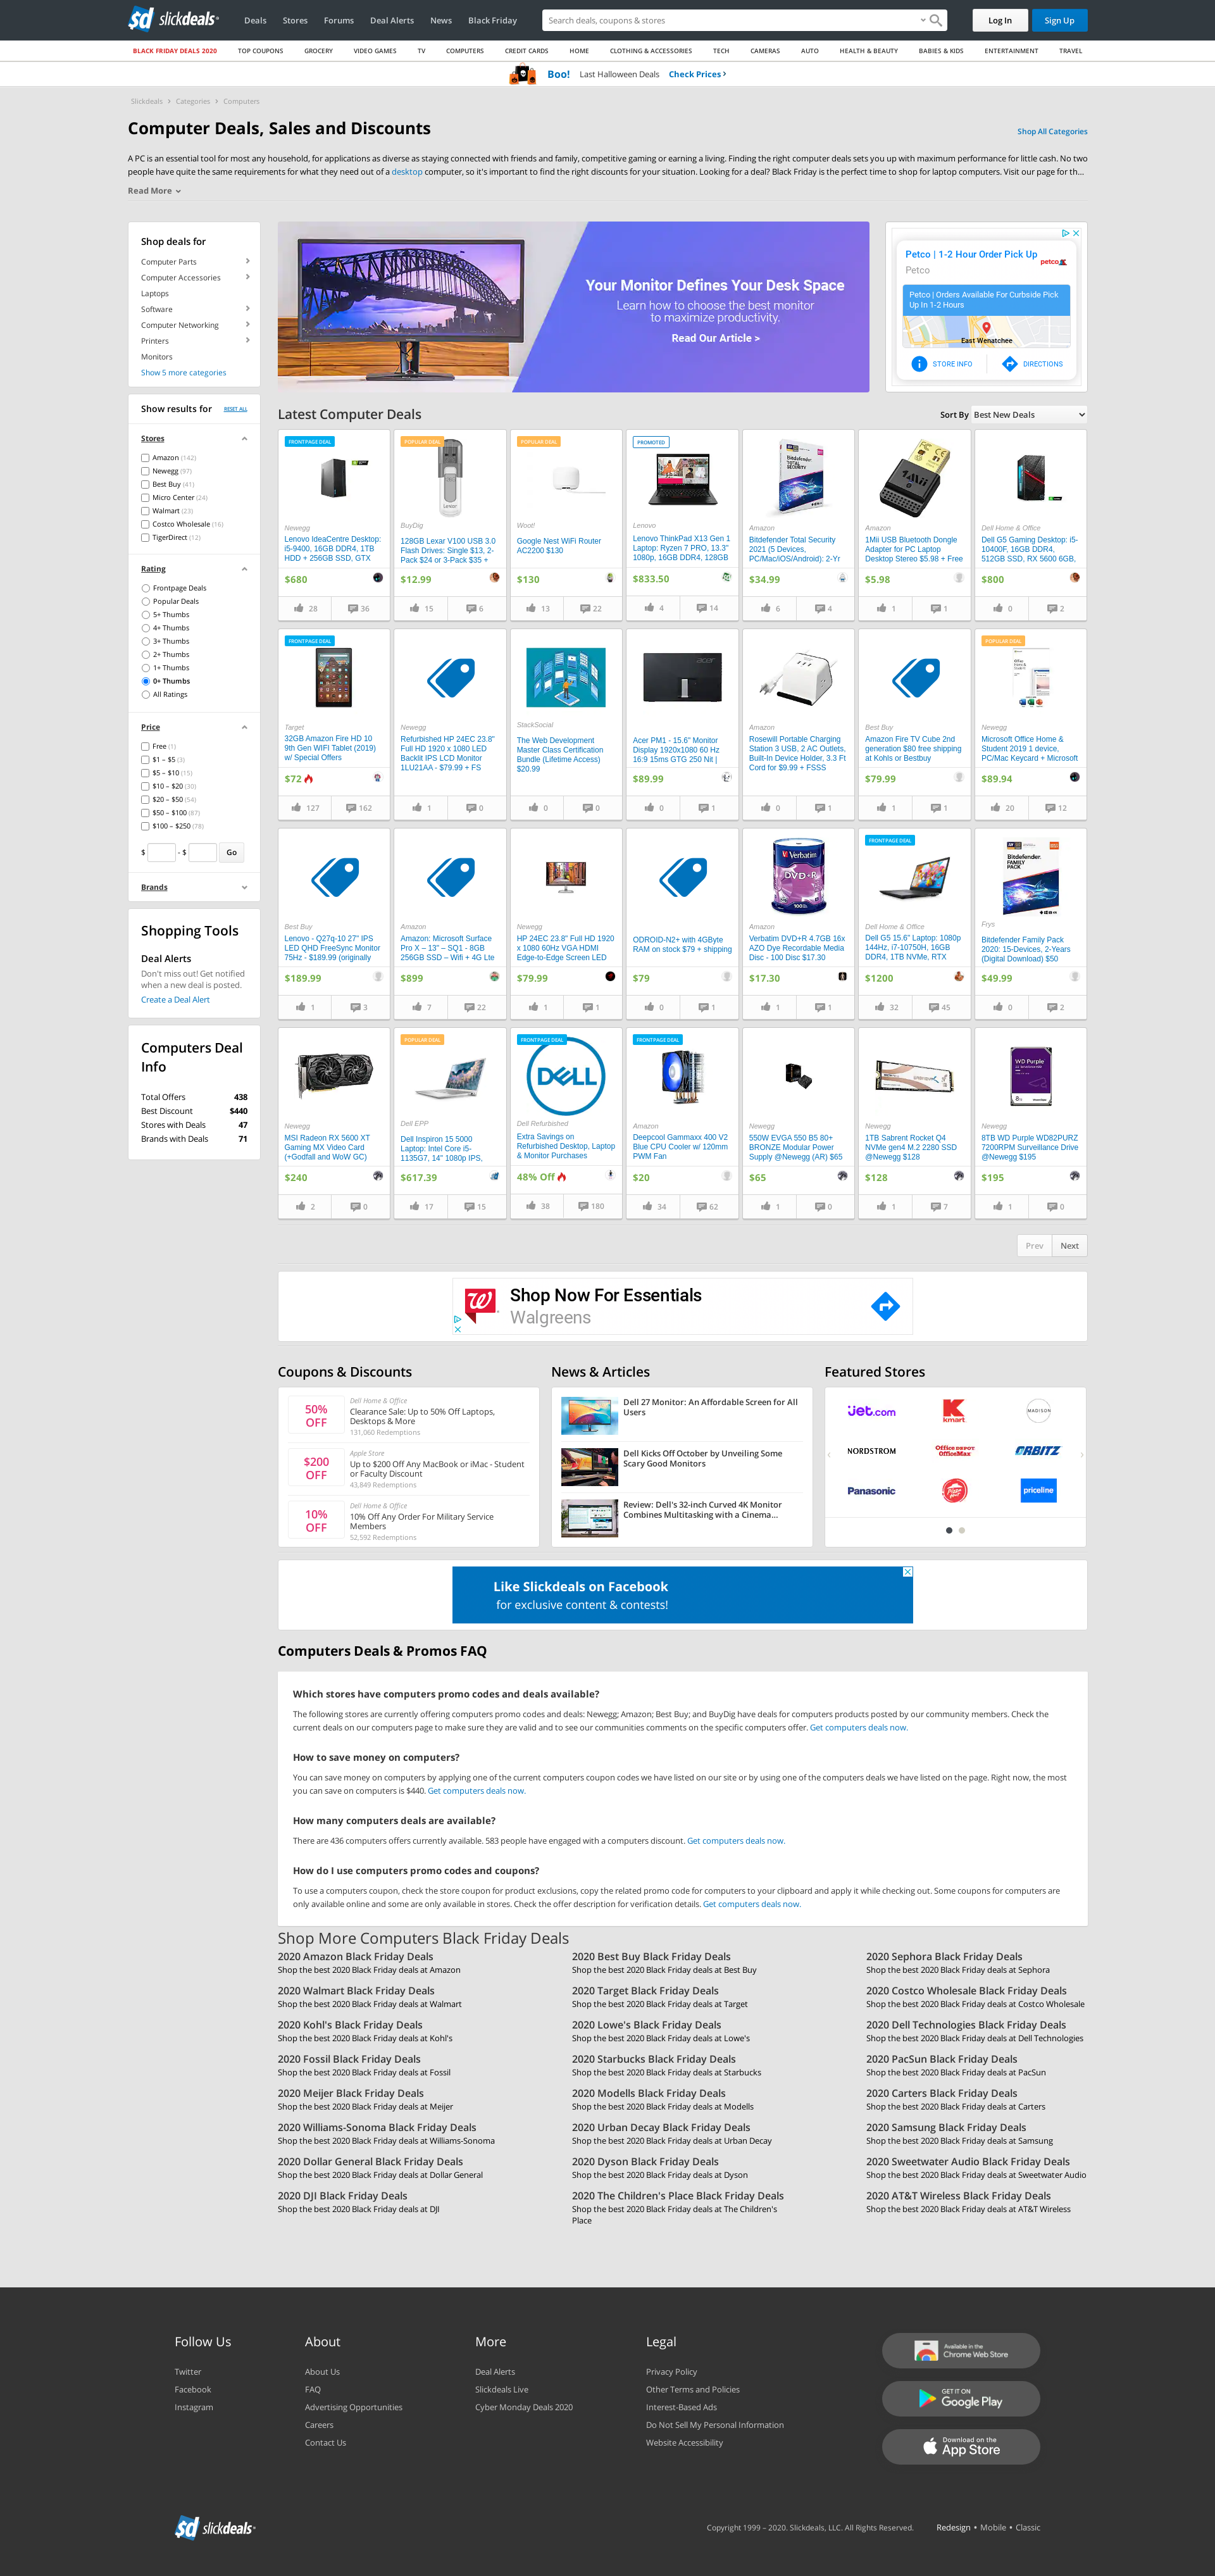 slickdeals
Deals Stores Forums Deal Alerts News Black Friday
Search deals, coupons & stores
Log In Sign Up
BLACK FRIDAY DEALS 2020 TOP COUPONS GROCERY VIDEO GAMES TV COMPUTERS CREDIT CARDS HOME CLOTHING & ACCESSORIES TECH CAMERAS AUTO HEALTH & BEAUTY BABIES & KIDS ENTERTAINMENT TRAVEL
Boo! Last Halloween Deals Check Prices
Slickdeals Categories Computers
Computer Deals, Sales and Discounts
Shop All Categories
A PC is an essential tool for most any household, for applications as diverse as staying connected with friends and family, competitive gaming or earning a living. Finding the right computer deals sets you up with maximum performance for little cash. No two
people have quite the same requirements for what they need out of a desktop computer, so it's important to find the right discounts for your situation. Looking for a deal? Black Friday is the perfect time to shop for laptop computers. Visit our page for th...
Read More
Shop deals for
Computer Parts
Computer Accessories
Laptops
Software
Computer Networking
Printers
Monitors
Show 5 more categories
Show results for RESET ALL
Stores
Amazon (142)
Newegg (97)
Best Buy (41)
Micro Center (24)
Walmart (23)
Costco Wholesale (16)
TigerDirect (12)
Rating
Frontpage Deals
Popular Deals
5+ Thumbs
4+ Thumbs
3+ Thumbs
2+ Thumbs
1+ Thumbs
0+ Thumbs
All Ratings
Price
Free (1)
$1 – $5 (3)
$5 – $10 (15)
$10 – $20 (30)
$20 – $50 (54)
$50 – $100 (87)
$100 – $250 (78)
$ - $ Go
Brands
Shopping Tools
Deal Alerts
Don't miss out! Get notified
when a new deal is posted.
Create a Deal Alert
Computers Deal
Info
Total Offers 438
Best Discount $440
Stores with Deals 47
Brands with Deals 71
Your Monitor Defines Your Desk Space
Learn how to choose the best monitor
to maximize productivity.
Read Our Article >
Petco | 1-2 Hour Order Pick Up
Petco
petco
Petco | Orders Available For Curbside Pick
Up In 1-2 Hours
East Wenatchee
STORE INFO DIRECTIONS
Latest Computer Deals
Sort By Best New Deals
FRONTPAGE DEAL
Newegg
Lenovo IdeaCentre Desktop:
i5-9400, 16GB DDR4, 1TB
HDD + 256GB SSD, GTX
$680
28 36
POPULAR DEAL
Lexar
BuyDig
128GB Lexar V100 USB 3.0
Flash Drives: Single $13, 2-
Pack $24 or 3-Pack $35 +
$12.99
15 6
POPULAR DEAL
Woot!
Google Nest WiFi Router
AC2200 $130
$130
13 22
PROMOTED
Lenovo
Lenovo ThinkPad X13 Gen 1
Laptop: Ryzen 7 PRO, 13.3"
1080p, 16GB DDR4, 128GB
$833.50
4 14
Bitdefender
TOTAL
SECURITY
Amazon
Bitdefender Total Security
2021 (5 Devices,
PC/Mac/iOS/Android): 2-Yr
$34.99
6 4
1Mii
Amazon
1Mii USB Bluetooth Dongle
Adapter for PC Laptop
Desktop Stereo $5.98 + Free
$5.98
1 1
Dell Home & Office
Dell G5 Gaming Desktop: i5-
10400F, 16GB DDR4,
512GB SSD, RX 5600 6GB,
$800
0 2
FRONTPAGE DEAL
Target
32GB Amazon Fire HD 10
9th Gen WIFI Tablet (2019)
w/ Special Offers
$72
127 162
Newegg
Refurbished HP 24EC 23.8"
Full HD 1920 x 1080 LED
Backlit IPS LCD Monitor
1LU21AA - $79.99 + FS
1 0
StackSocial
The Web Development
Master Class Certification
Bundle (Lifetime Access)
$20.99
0 0
acer
Acer PM1 - 15.6" Monitor
Display 1920x1080 60 Hz
16:9 15ms GTG 250 Nit |
$89.99
0 1
Amazon
Rosewill Portable Charging
Station 3 USB, 2 AC Outlets,
Built-In Device Holder, 3.3 Ft
Cord for $9.99 + FSSS
0 1
Best Buy
Amazon Fire TV Cube 2nd
generation $80 free shipping
at Kohls or Bestbuy
$79.99
1 1
POPULAR DEAL
Newegg
Microsoft Office Home &
Student 2019 1 device,
PC/Mac Keycard + Microsoft
$89.94
20 12
Best Buy
Lenovo - Q27q-10 27" IPS
LED QHD FreeSync Monitor
75Hz - $189.99 (originally
$189.99
1 3
Amazon
Amazon: Microsoft Surface
Pro X – 13" – SQ1 - 8GB
256GB SSD – Wifi + 4G Lte
$899
7 22
Newegg
HP 24EC 23.8" Full HD 1920
x 1080 60Hz VGA HDMI
Edge-to-Edge Screen LED
$79.99
1 1
ODROID-N2+ with 4GByte
RAM on stock $79 + shipping
$79
0 1
Verbatim
DVD+R
100
Amazon
Verbatim DVD+R 4.7GB 16x
AZO Dye Recordable Media
Disc - 100 Disc $17.30
$17.30
1 1
FRONTPAGE DEAL
Dell Home & Office
Dell G5 15.6" Laptop: 1080p
144Hz, i7-10750H, 16GB
DDR4, 1TB NVMe, RTX
$1200
32 45
Bitdefender
FAMILY
PACK
Frys
Bitdefender Family Pack
2020: 15-Devices, 2-Years
(Digital Download) $50
$49.99
0 2
Newegg
MSI Radeon RX 5600 XT
Gaming MX Video Card
(+Godfall and WoW GC)
$240
2 0
POPULAR DEAL
Dell EPP
Dell Inspiron 15 5000
Laptop: Intel Core i5-
1135G7, 14" 1080p IPS,
$617.39
17 15
FRONTPAGE DEAL
DELL
Dell Refurbished
Extra Savings on
Refurbished Desktop, Laptop
& Monitor Purchases
48% Off
38 180
FRONTPAGE DEAL
Amazon
Deepcool Gammaxx 400 V2
Blue CPU Cooler w/ 120mm
PWM Fan
$20
34 62
Newegg
550W EVGA 550 B5 80+
BRONZE Modular Power
Supply @Newegg (AR) $65
$65
1 0
Newegg
1TB Sabrent Rocket Q4
NVMe gen4 M.2 2280 SSD
@Newegg $128
$128
1 7
WD Purple
Newegg
8TB WD Purple WD82PURZ
7200RPM Surveillance Drive
@Newegg $195
$195
1 0
Prev Next
Shop Now For Essentials
Walgreens
Coupons & Discounts
50%
OFF
Dell Home & Office
Clearance Sale: Up to 50% Off Laptops,
Desktops & More
131,060 Redemptions
$200
OFF
Apple Store
Up to $200 Off Any MacBook or iMac - Student
or Faculty Discount
43,849 Redemptions
10%
OFF
Dell Home & Office
10% Off Any Order For Military Service
Members
52,592 Redemptions
News & Articles
Dell 27 Monitor: An Affordable Screen for All
Users
Dell Kicks Off October by Unveiling Some
Scary Good Monitors
Review: Dell's 32-inch Curved 4K Monitor
Combines Multitasking with a Cinema...
Featured Stores
Jet.com kmart MADISON
NORDSTROM Office DEPOT OfficeMax ORBITZ
Panasonic Pizza Hut priceline
Like Slickdeals on Facebook
for exclusive content & contests!
Computers Deals & Promos FAQ
Which stores have computers promo codes and deals available?
The following stores are currently offering computers promo codes and deals: Newegg; Amazon; Best Buy; and BuyDig have deals for computers products posted by our community members. Check the
current deals on our computers page to make sure they are valid and to see our communities comments on the specific computers offer. Get computers deals now.
How to save money on computers?
You can save money on computers by applying one of the current computers coupon codes we have listed on our site or by using one of the computers deals we have listed on the page. Right now, the most
you can save on computers is $440. Get computers deals now.
How many computers deals are available?
There are 436 computers offers currently available. 583 people have engaged with a computers discount. Get computers deals now.
How do I use computers promo codes and coupons?
To use a computers coupon, check the store coupon for product exclusions, copy the related promo code for computers to your clipboard and apply it while checking out. Some coupons for computers are
only available online and some are only available in stores. Check the offer description for verification details. Get computers deals now.
Shop More Computers Black Friday Deals
2020 Amazon Black Friday Deals
Shop the best 2020 Black Friday deals at Amazon
2020 Best Buy Black Friday Deals
Shop the best 2020 Black Friday deals at Best Buy
2020 Sephora Black Friday Deals
Shop the best 2020 Black Friday deals at Sephora
2020 Walmart Black Friday Deals
Shop the best 2020 Black Friday deals at Walmart
2020 Target Black Friday Deals
Shop the best 2020 Black Friday deals at Target
2020 Costco Wholesale Black Friday Deals
Shop the best 2020 Black Friday deals at Costco Wholesale
2020 Kohl's Black Friday Deals
Shop the best 2020 Black Friday deals at Kohl's
2020 Lowe's Black Friday Deals
Shop the best 2020 Black Friday deals at Lowe's
2020 Dell Technologies Black Friday Deals
Shop the best 2020 Black Friday deals at Dell Technologies
2020 Fossil Black Friday Deals
Shop the best 2020 Black Friday deals at Fossil
2020 Starbucks Black Friday Deals
Shop the best 2020 Black Friday deals at Starbucks
2020 PacSun Black Friday Deals
Shop the best 2020 Black Friday deals at PacSun
2020 Meijer Black Friday Deals
Shop the best 2020 Black Friday deals at Meijer
2020 Modells Black Friday Deals
Shop the best 2020 Black Friday deals at Modells
2020 Carters Black Friday Deals
Shop the best 2020 Black Friday deals at Carters
2020 Williams-Sonoma Black Friday Deals
Shop the best 2020 Black Friday deals at Williams-Sonoma
2020 Urban Decay Black Friday Deals
Shop the best 2020 Black Friday deals at Urban Decay
2020 Samsung Black Friday Deals
Shop the best 2020 Black Friday deals at Samsung
2020 Dollar General Black Friday Deals
Shop the best 2020 Black Friday deals at Dollar General
2020 Dyson Black Friday Deals
Shop the best 2020 Black Friday deals at Dyson
2020 Sweetwater Audio Black Friday Deals
Shop the best 2020 Black Friday deals at Sweetwater Audio
2020 DJI Black Friday Deals
Shop the best 2020 Black Friday deals at DJI
2020 The Children's Place Black Friday Deals
Shop the best 2020 Black Friday deals at The Children's
Place
2020 AT&T Wireless Black Friday Deals
Shop the best 2020 Black Friday deals at AT&T Wireless
Follow Us
Twitter
Facebook
Instagram
About
About Us
FAQ
Advertising Opportunities
Careers
Contact Us
More
Deal Alerts
Slickdeals Live
Cyber Monday Deals 2020
Legal
Privacy Policy
Other Terms and Policies
Interest-Based Ads
Do Not Sell My Personal Information
Website Accessibility
Available in the
Chrome Web Store
GET IT ON
Google Play
Download on the
App Store
slickdeals
Copyright 1999 – 2020. Slickdeals, LLC. All Rights Reserved. Redesign • Mobile • Classic